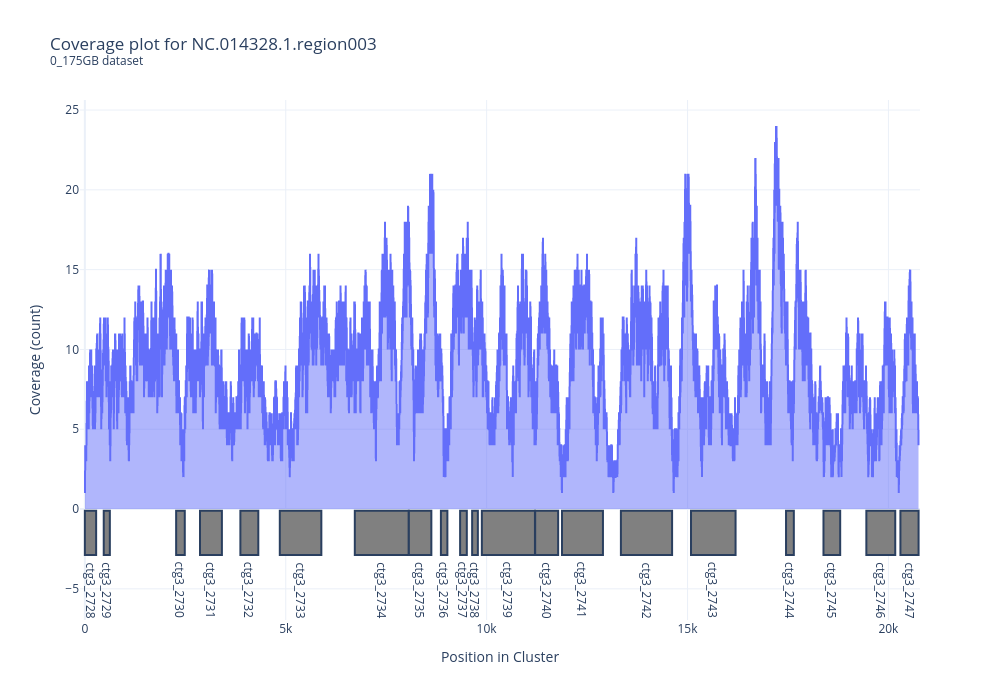 Coverage plot for NC.014328.1.region003
0_175GB dataset
25
20
15
10
5
0
−5
Coverage (count)
ctg3_2728
ctg3_2729
ctg3_2730
ctg3_2731
ctg3_2732
ctg3_2733
ctg3_2734
ctg3_2735
ctg3_2736
ctg3_2737
ctg3_2738
ctg3_2739
ctg3_2740
ctg3_2741
ctg3_2742
ctg3_2743
ctg3_2744
ctg3_2745
ctg3_2746
ctg3_2747
0 5k 10k 15k 20k
Position in Cluster